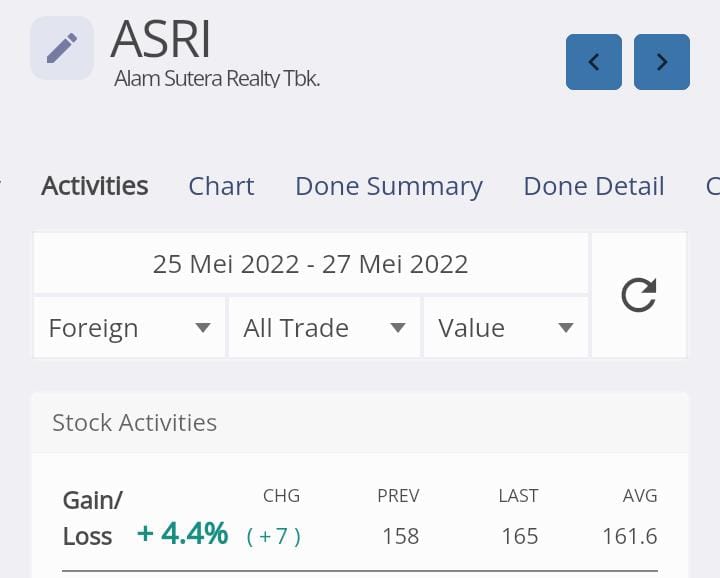 ASRI
Alam Sutera Realty Tbk.
Activities Chart Done Summary Done Detail
25 Mei 2022 - 27 Mei 2022
Foreign All Trade Value
Stock Activities
Gain/ CHG PREV LAST AVG
Loss + 4.4% ( + 7 ) 158 165 161.6